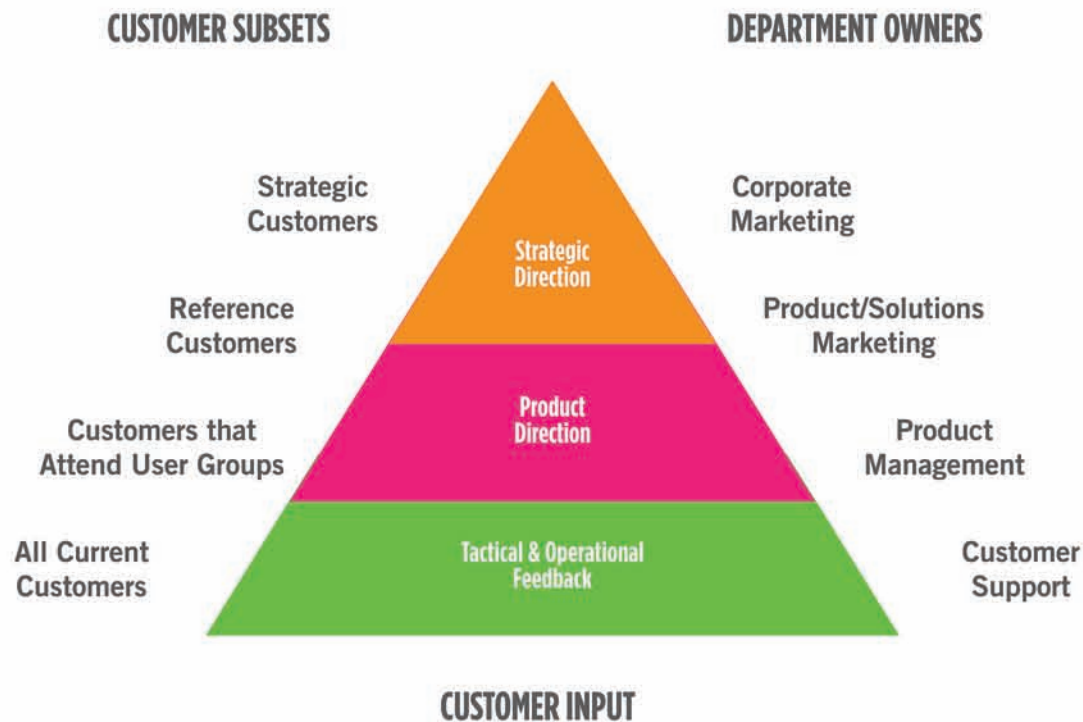 CUSTOMER SUBSETS
DEPARTMENT OWNERS
Strategic
Customers
Corporate
Marketing
Strategic
Direction
Reference
Customers
Product/Solutions
Marketing
Product
Direction
Customers that
Attend User Groups
Product
Management
All Current
Customers
Tactical & Operational
Feedback
Customer
Support
CUSTOMER INPUT